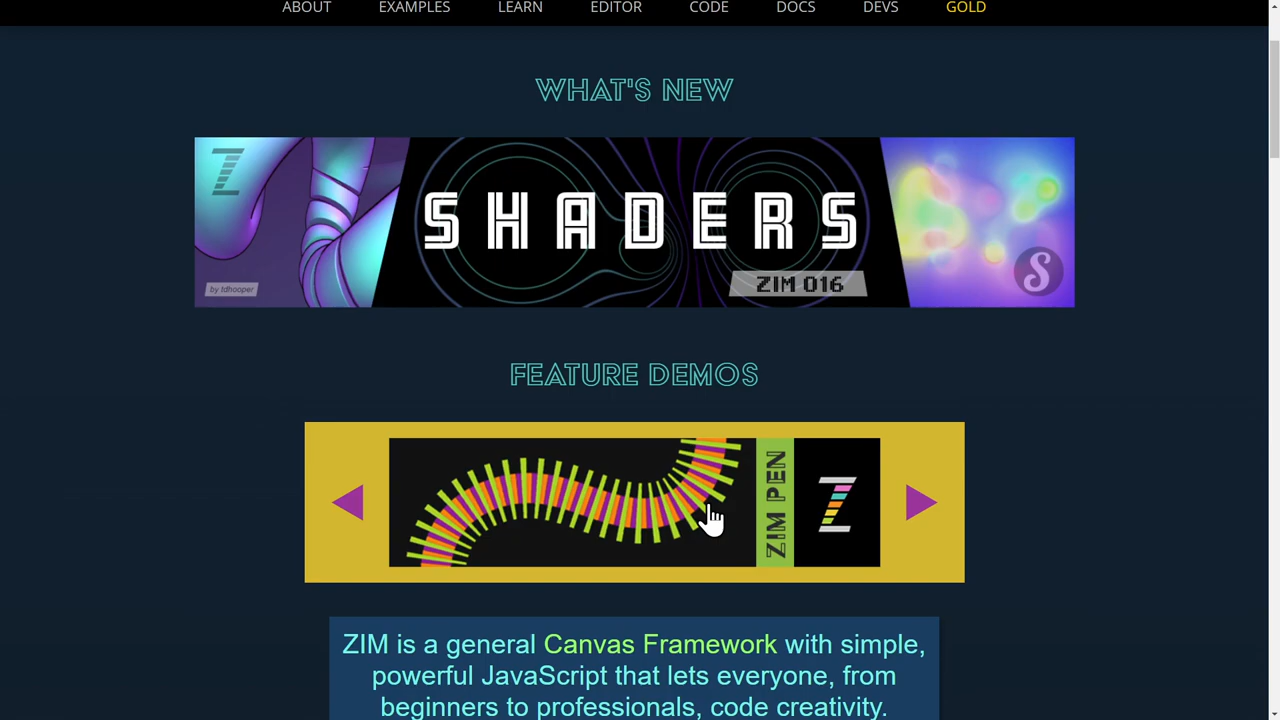 ABOUT EXAMPLES LEARN EDITOR CODE DOCS DEVS GOLD
WHAT'S NEW
Z
SHADERS
by tdhooper
ZIM 016
S
FEATURE DEMOS
ZIM PEN
Z
ZIM is a general Canvas Framework with simple,
powerful JavaScript that lets everyone, from
beginners to professionals, code creativity.